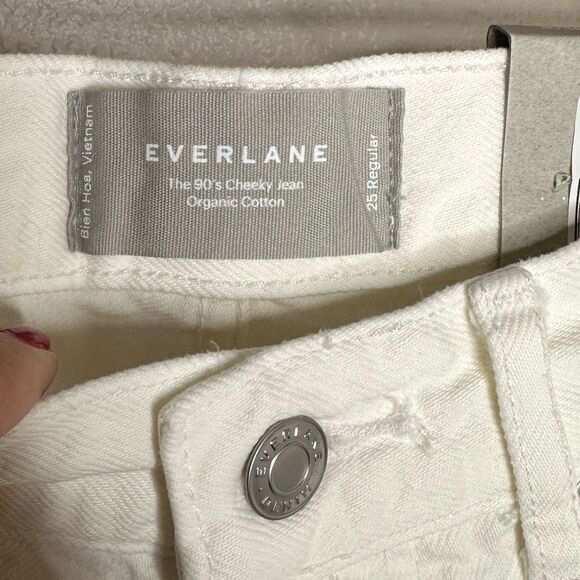 Bien Hoa, Vietnam
EVERLANE
The 90's Cheeky Jean
Organic Cotton
25 Regular
EVERLANE
DENIM